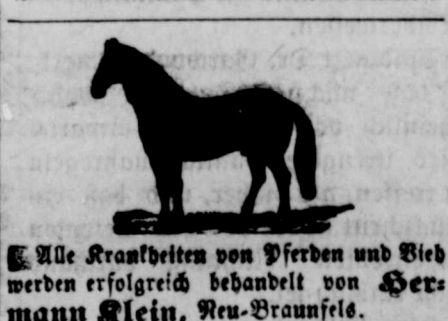 Alle Krankheiten von Pferden und Vieh
werden erfolgreich behandelt von Her-
mann Klein, Neu-Braunfels.